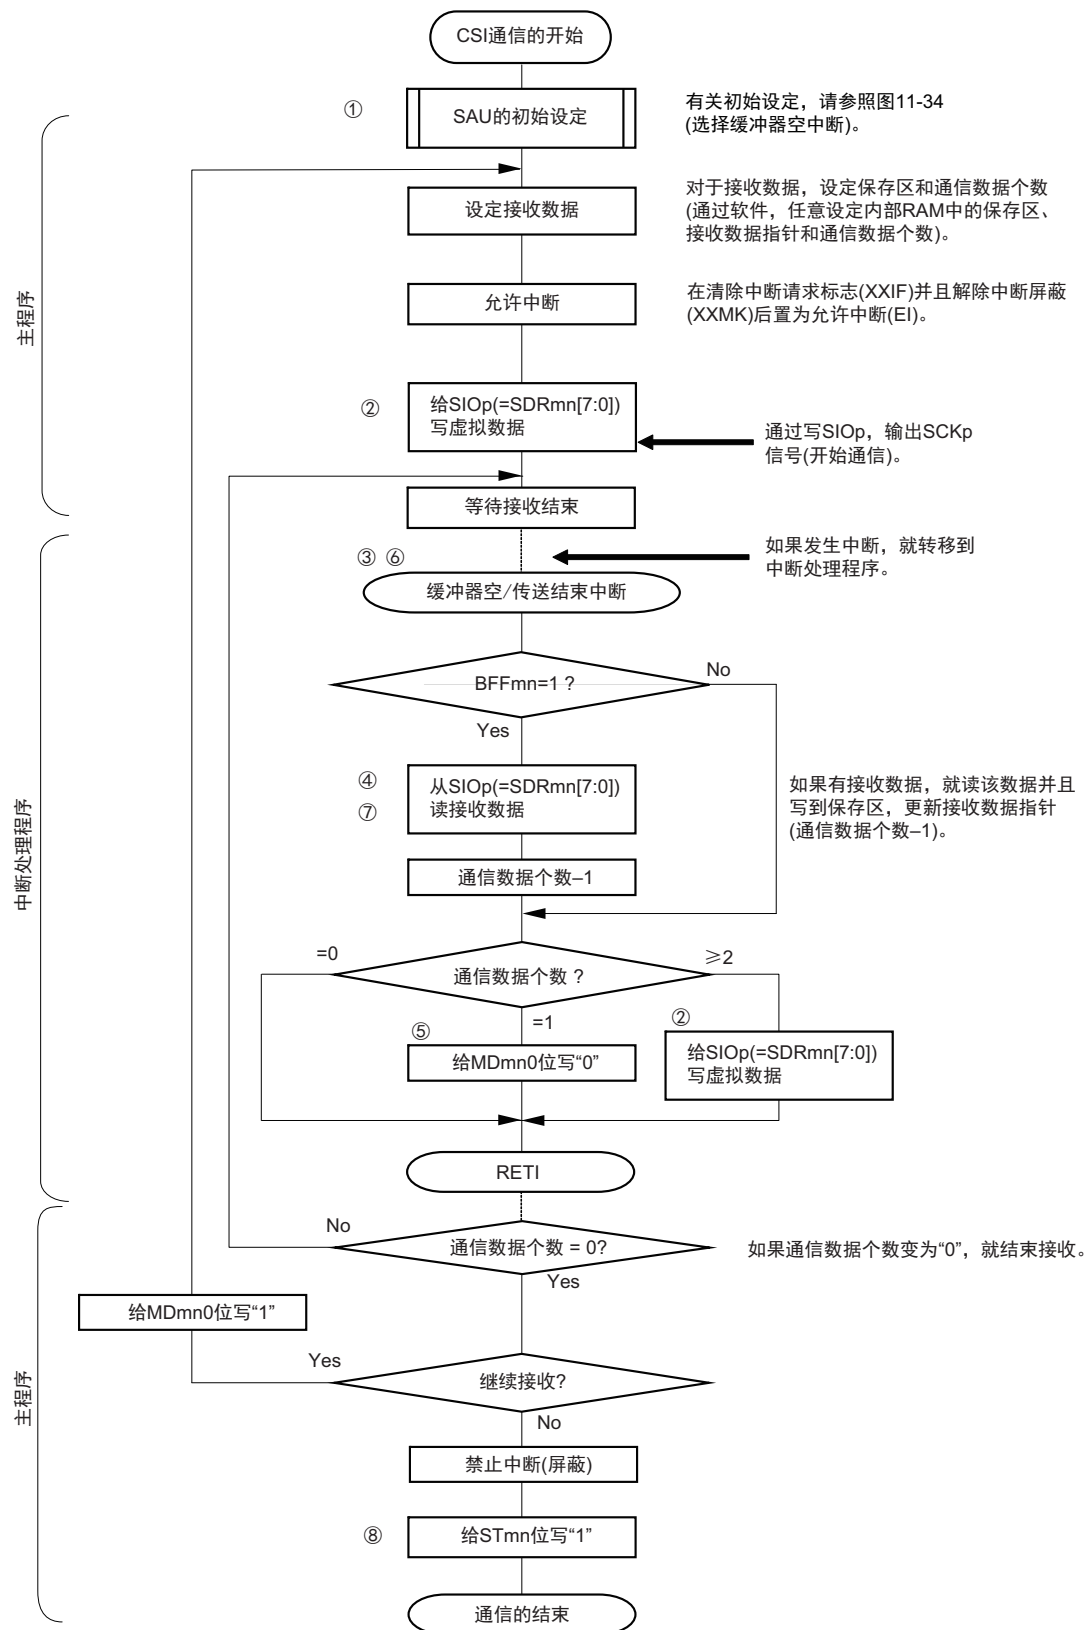 CSI通信的开始
①
SAU的初始设定
有关初始设定，请参照图11-34
(选择缓冲器空中断)。
设定接收数据
对于接收数据，设定保存区和通信数据个数
(通过软件，任意设定内部RAM中的保存区、
接收数据指针和通信数据个数)。
主程序
允许中断
在清除中断请求标志(XXIF)并且解除中断屏蔽
(XXMK)后置为允许中断(EI)。
②
给SIOp(=SDRmn[7:0])
写虚拟数据
通过写SIOp，输出SCKp
信号(开始通信)。
等待接收结束
③ ⑥
如果发生中断，就转移到
中断处理程序。
缓冲器空/传送结束中断
BFFmn=1 ?
No
Yes
④
⑦
从SIOp(=SDRmn[7:0])
读接收数据
如果有接收数据，就读该数据并且
写到保存区，更新接收数据指针
(通信数据个数–1)。
中断处理程序
通信数据个数–1
=0
通信数据个数 ?
≥2
=1
⑤
给MDmn0位写“0”
②
给SIOp(=SDRmn[7:0])
写虚拟数据
RETI
No
通信数据个数 = 0?
如果通信数据个数变为“0”，就结束接收。
Yes
给MDmn0位写“1”
Yes
继续接收?
主程序
No
禁止中断(屏蔽)
⑧
给STmn位写“1”
通信的结束